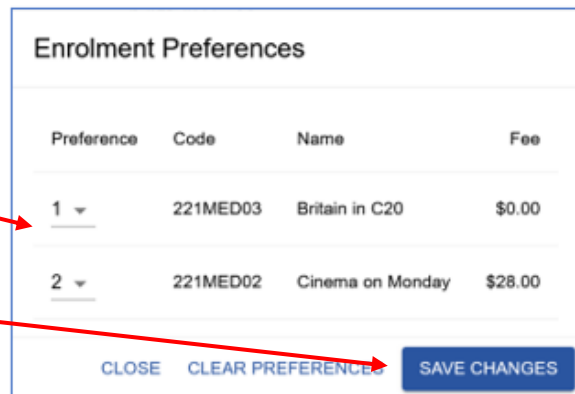 Enrolment Preferences
Preference Code Name Fee
1 221MED03 Britain in C20 $0.00
2 221MED02 Cinema on Monday $28.00
CLOSE CLEAR PREFERENCES SAVE CHANGES